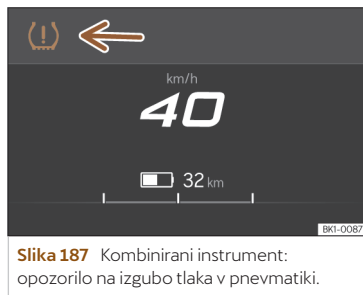 km/h
40
32 km
BK1-0087
Slika 187 Kombinirani instrument:
opozorilo na izgubo tlaka v pnevmatiki.